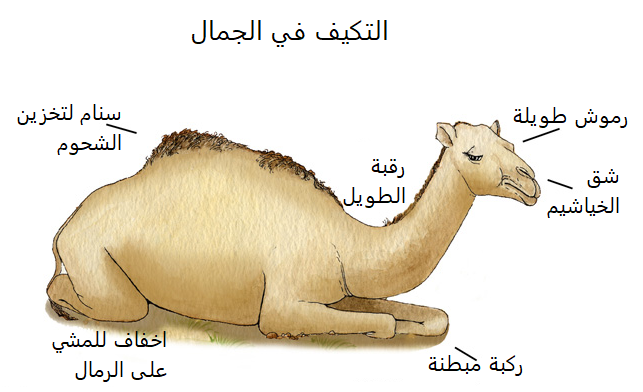 التكيف في الجمال
رموش طويلة
سنام لتخزين
الشحوم
رقبة
الطويل
شق
الخياشيم
اخفاف للمشي
على الرمال
ركبة مبطنة